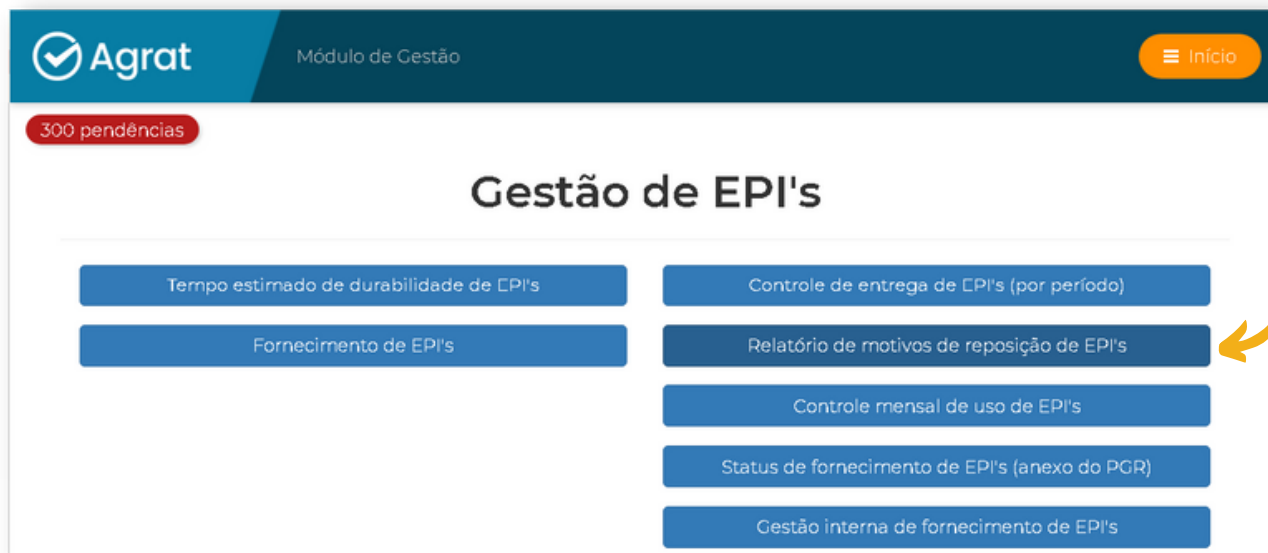 Agrat
Módulo de Gestão
Início
300 pendências
Gestão de EPI's
Tempo estimado de durabilidade de EPI's
Controle de entrega de EPI's (por período)
Fornecimento de EPI's
Relatório de motivos de reposição de EPI's
Controle mensal de uso de EPI's
Status de fornecimento de EPI's (anexo do PGR)
Gestão interna de fornecimento de EPI's